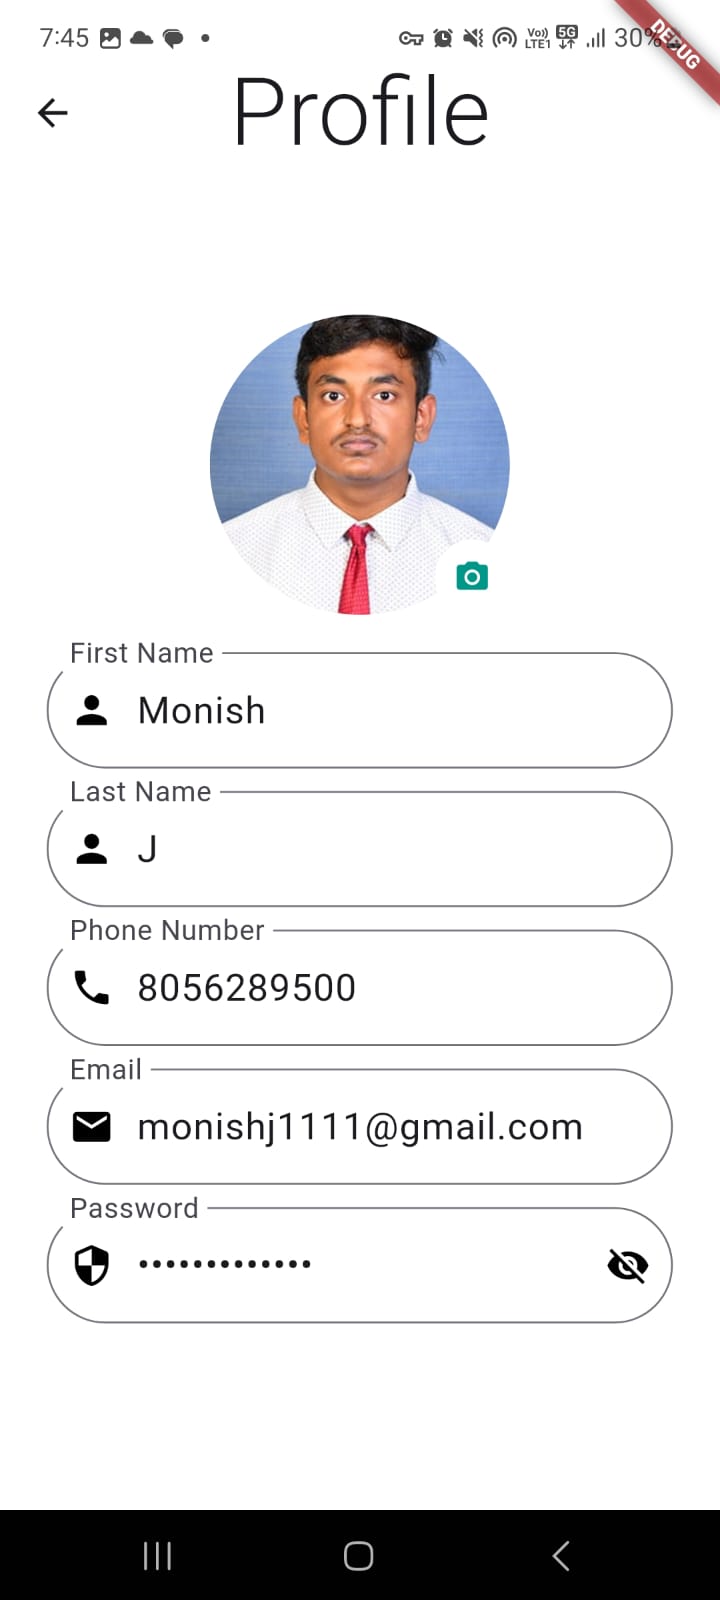 7:45
Vo)) 5G
LTE1
30%
DEBUG
Profile
First Name
Monish
Last Name
J
Phone Number
8056289500
Email
monishj1111@gmail.com
Password
•••••••••••••